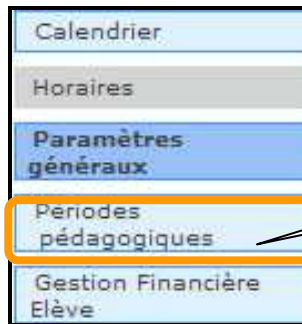 Calendrier
Horaires
Paramètres
généraux
Périodes
pédagogiques
Gestion Financière
Elève